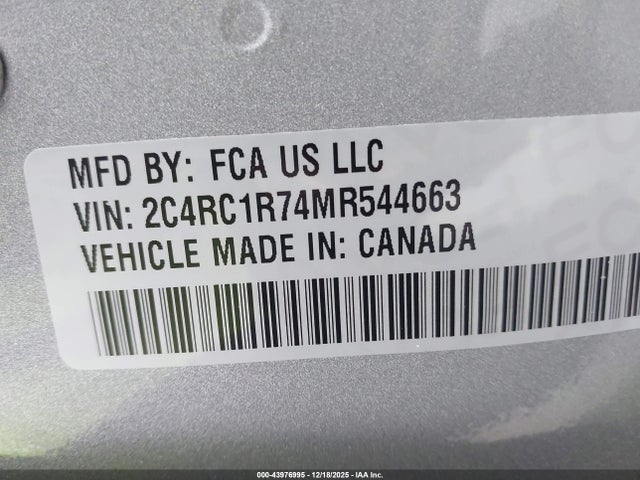 MFD BY: FCA US LLC
VIN: 2C4RC1R74MR544663
VEHICLE MADE IN: CANADA
000-43976995 - 12/18/2025 - IAA Inc.